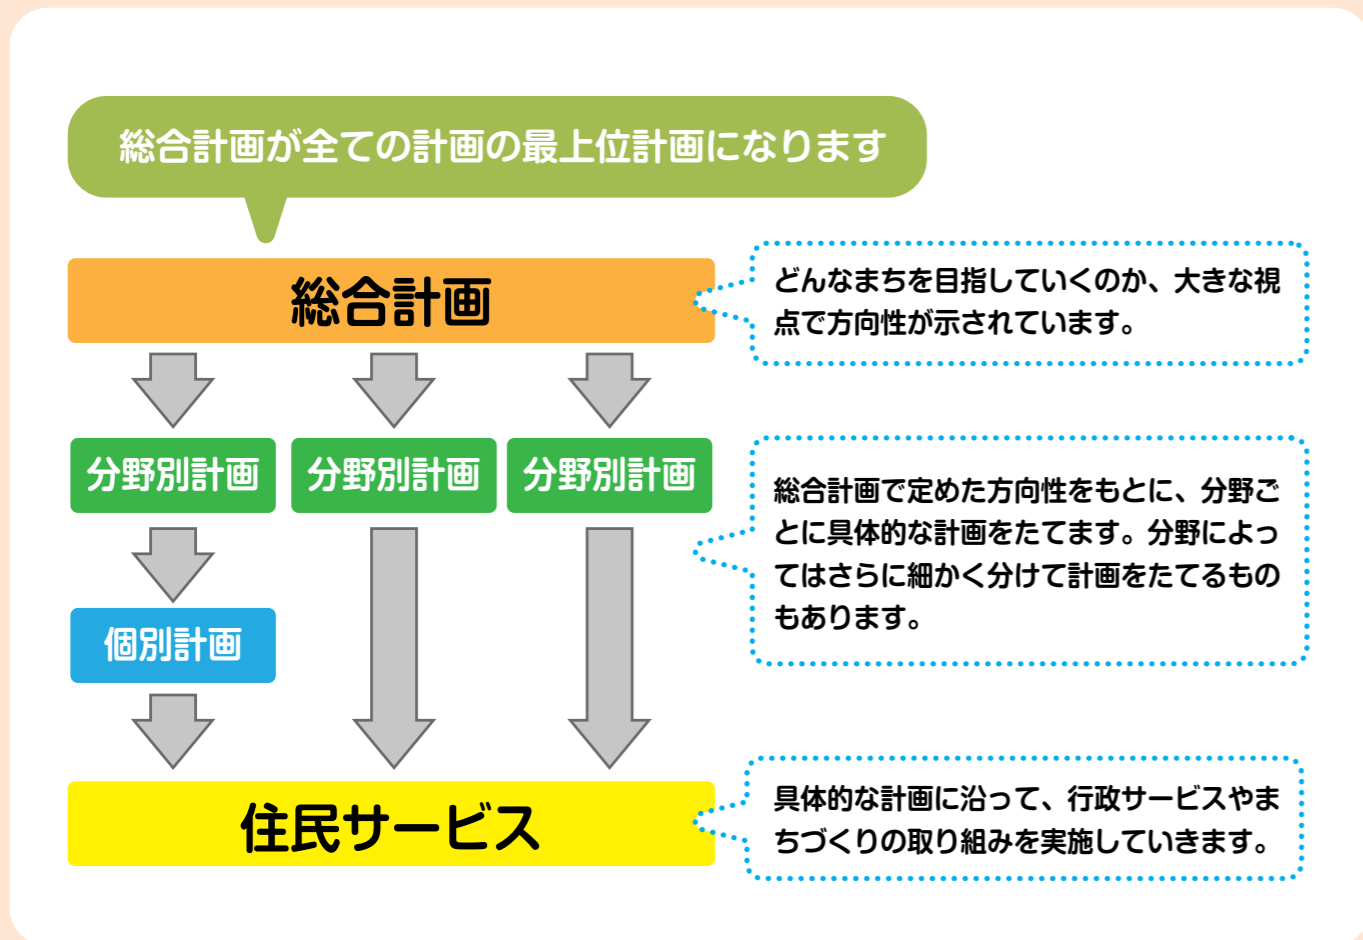 総合計画が全ての計画の最上位計画になります
総合計画
どんなまちを目指していくのか、大きな視
点で方向性が示されています。
分野別計画
分野別計画
分野別計画
総合計画で定めた方向性をもとに、分野ご
とに具体的な計画をたてます。分野によっ
てはさらに細かく分けて計画をたてるもの
もあります。
個別計画
住民サービス
具体的な計画に沿って、行政サービスやま
ちづくりの取り組みを実施していきます。